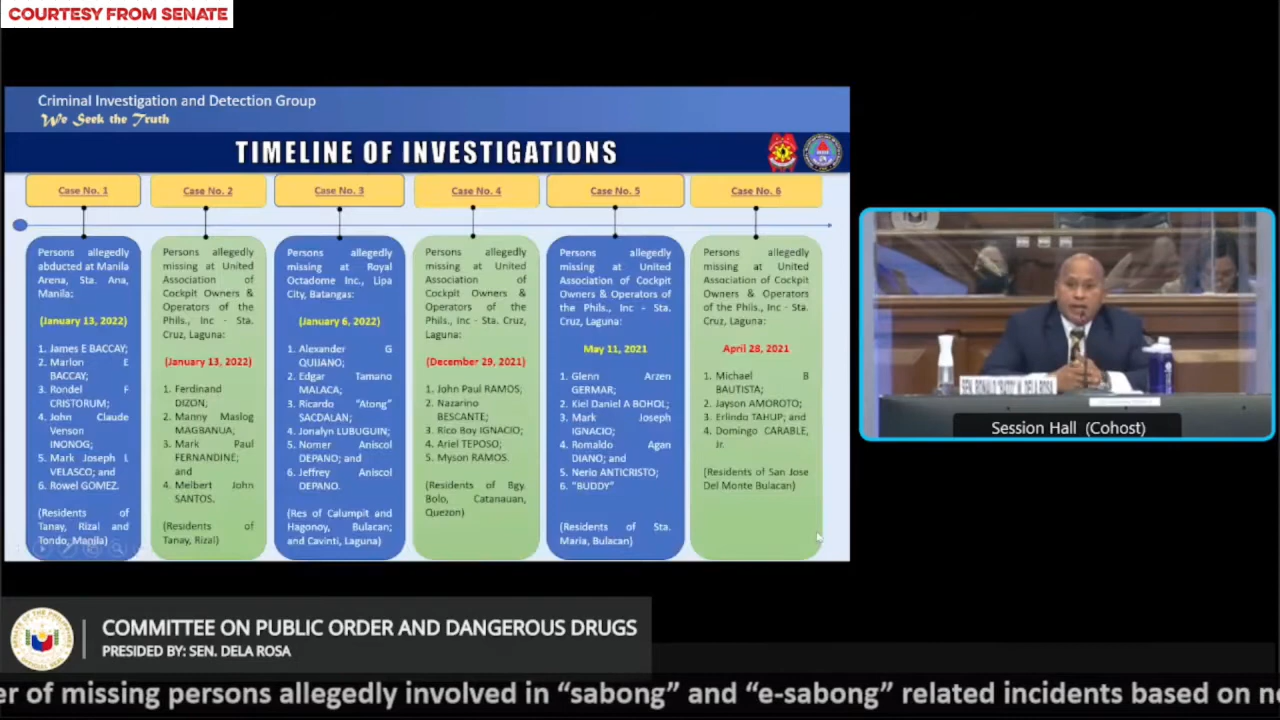 COURTESY FROM SENATE
Criminal Investigation and Detection Group
We Seek the Truth
TIMELINE OF INVESTIGATIONS
Case No. 1
Persons allegedly
abducted at Manila
Arena, Sta. Ana,
Manila:
(January 13, 2022)
1. James E BACCAY;
2. Marlon E
BACCAY;
3. Rondel F
CRISTORUM;
4. John Claude
Venson
INONOG;
5. Mark Joseph L
VELASCO; and
6. Rowel GOMEZ.
(Residents of
Tanay, Rizal and
Tondo, Manila)
Case No. 2
Persons allegedly
missing at United
Association of
Cockpit Owners &
Operators of the
Phils., Inc - Sta.
Cruz, Laguna:
(January 13, 2022)
1. Ferdinand
DIZON;
2. Manny Maslog
MAGBANUA;
3. Mark Paul
FERNANDINE;
and
4. Melbert John
SANTOS.
(Residents of
Tanay, Rizal)
Case No. 3
Persons allegedly
missing at Royal
Octadome Inc., Lipa
City, Batangas:
(January 6, 2022)
1. Alexander G
QUIJANO;
2. Edgar Tamano
MALACA;
3. Ricardo “Atong”
SACDALAN;
4. Jonalyn LUBUGUIN;
5. Nomer Aniscol
DEPANO; and
6. Jeffrey Aniscol
DEPANO.
(Res of Calumpit and
Hagonoy, Bulacan;
and Cavinti, Laguna)
Case No. 4
Persons allegedly
missing at United
Association of
Cockpit Owners &
Operators of the
Phils., Inc - Sta. Cruz,
Laguna:
(December 29, 2021)
1. John Paul RAMOS;
2. Nazarino
BESCANTE;
3. Rico Boy IGNACIO;
4. Ariel TEPOSO;
5. Myson RAMOS.
(Residents of Bgy.
Bolo, Catanauan,
Quezon)
Case No. 5
Persons allegedly
missing at United
Association of Cockpit
Owners & Operators of
the Phils., Inc - Sta.
Cruz, Laguna:
May 11, 2021
1. Glenn Arzen
GERMAR;
2. Kiel Daniel A BOHOL;
3. Mark Joseph
IGNACIO;
4. Romaldo Agan
DIANO; and
5. Nerio ANTICRISTO;
6. “BUDDY”
(Residents of Sta.
Maria, Bulacan)
Case No. 6
Persons allegedly
missing at United
Association of Cockpit
Owners & Operators
of the Phils., Inc - Sta.
Cruz, Laguna:
April 28, 2021
1. Michael B
BAUTISTA;
2. Jayson AMOROTO;
3. Erlindo TAHUP; and
4. Domingo CARABLE,
Jr.
(Residents of San Jose
Del Monte Bulacan)
Session Hall (Cohost)
COMMITTEE ON PUBLIC ORDER AND DANGEROUS DRUGS
PRESIDED BY: SEN. DELA ROSA
er of missing persons allegedly involved in “sabong” and “e-sabong” related incidents based on ne